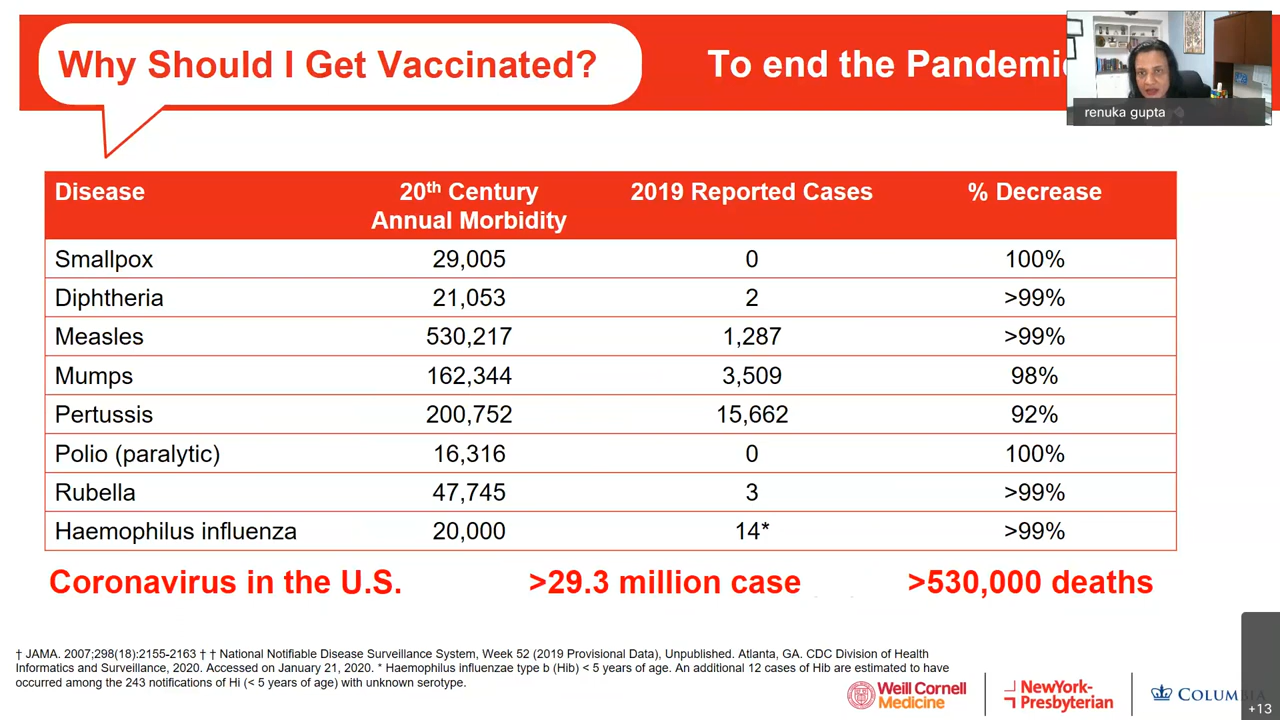 Why Should I Get Vaccinated?
To end the Pandemic
renuka gupta
Disease 20th Century Annual Morbidity 2019 Reported Cases % Decrease
Smallpox 29,005 0 100%
Diphtheria 21,053 2 >99%
Measles 530,217 1,287 >99%
Mumps 162,344 3,509 98%
Pertussis 200,752 15,662 92%
Polio (paralytic) 16,316 0 100%
Rubella 47,745 3 >99%
Haemophilus influenza 20,000 14* >99%
Coronavirus in the U.S. >29.3 million case >530,000 deaths
† JAMA. 2007;298(18):2155-2163 † † National Notifiable Disease Surveillance System, Week 52 (2019 Provisional Data), Unpublished. Atlanta, GA. CDC Division of Health
Informatics and Surveillance, 2020. Accessed on January 21, 2020. * Haemophilus influenzae type b (Hib) < 5 years of age. An additional 12 cases of Hib are estimated to have
occurred among the 243 notifications of Hi (< 5 years of age) with unknown serotype.
Weill Cornell
Medicine
NewYork-
Presbyterian
COLUMBIA
+13